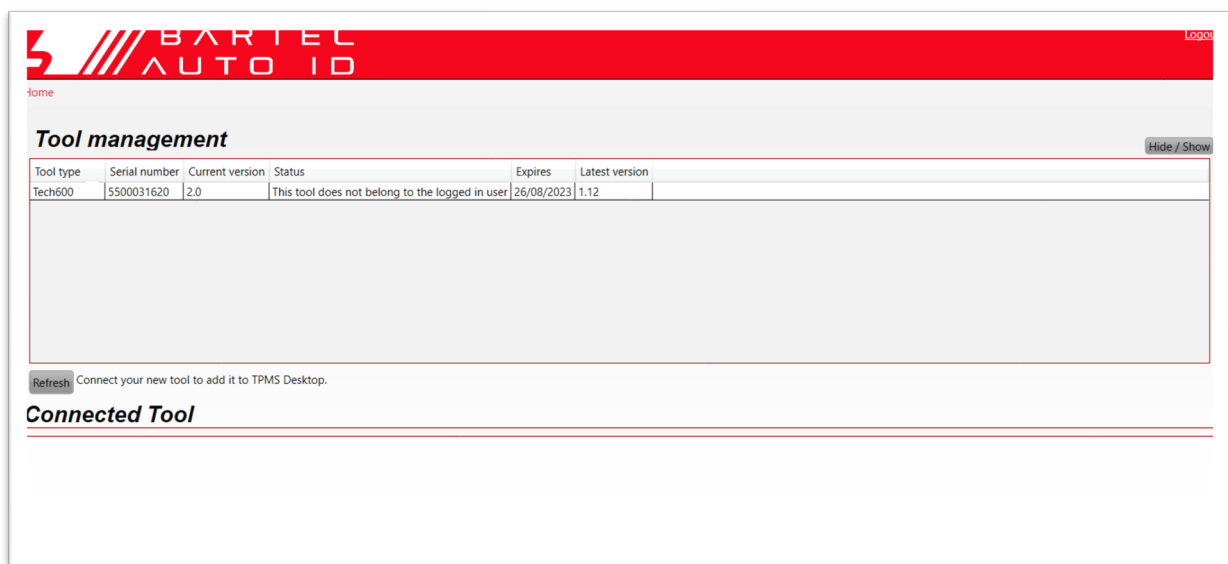 BARTEC
AUTO ID
Home
Tool management
Hide / Show
Tool type Serial number Current version Status Expires Latest version
Tech600 5500031620 2.0 This tool does not belong to the logged in user 26/08/2023 1.12
Refresh Connect your new tool to add it to TPMS Desktop.
Connected Tool